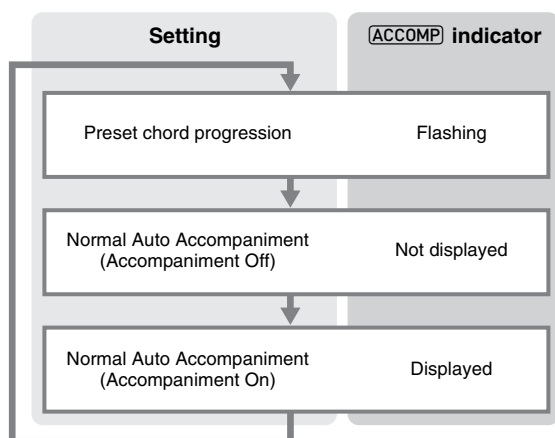 Setting
ACCOMP indicator
Preset chord progression
Flashing
Normal Auto Accompaniment
(Accompaniment Off)
Not displayed
Normal Auto Accompaniment
(Accompaniment On)
Displayed